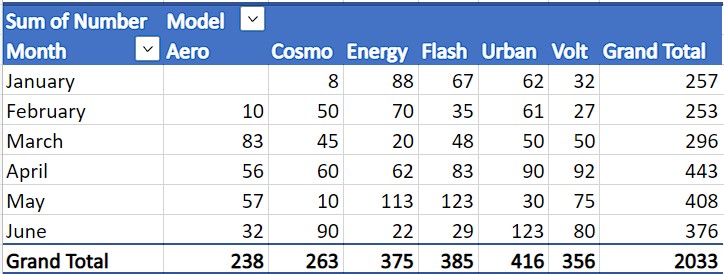 Sum of Number Model
Month Aero Cosmo Energy Flash Urban Volt Grand Total
January 8 88 67 62 32 257
February 10 50 70 35 61 27 253
March 83 45 20 48 50 50 296
April 56 60 62 83 90 92 443
May 57 10 113 123 30 75 408
June 32 90 22 29 123 80 376
Grand Total 238 263 375 385 416 356 2033